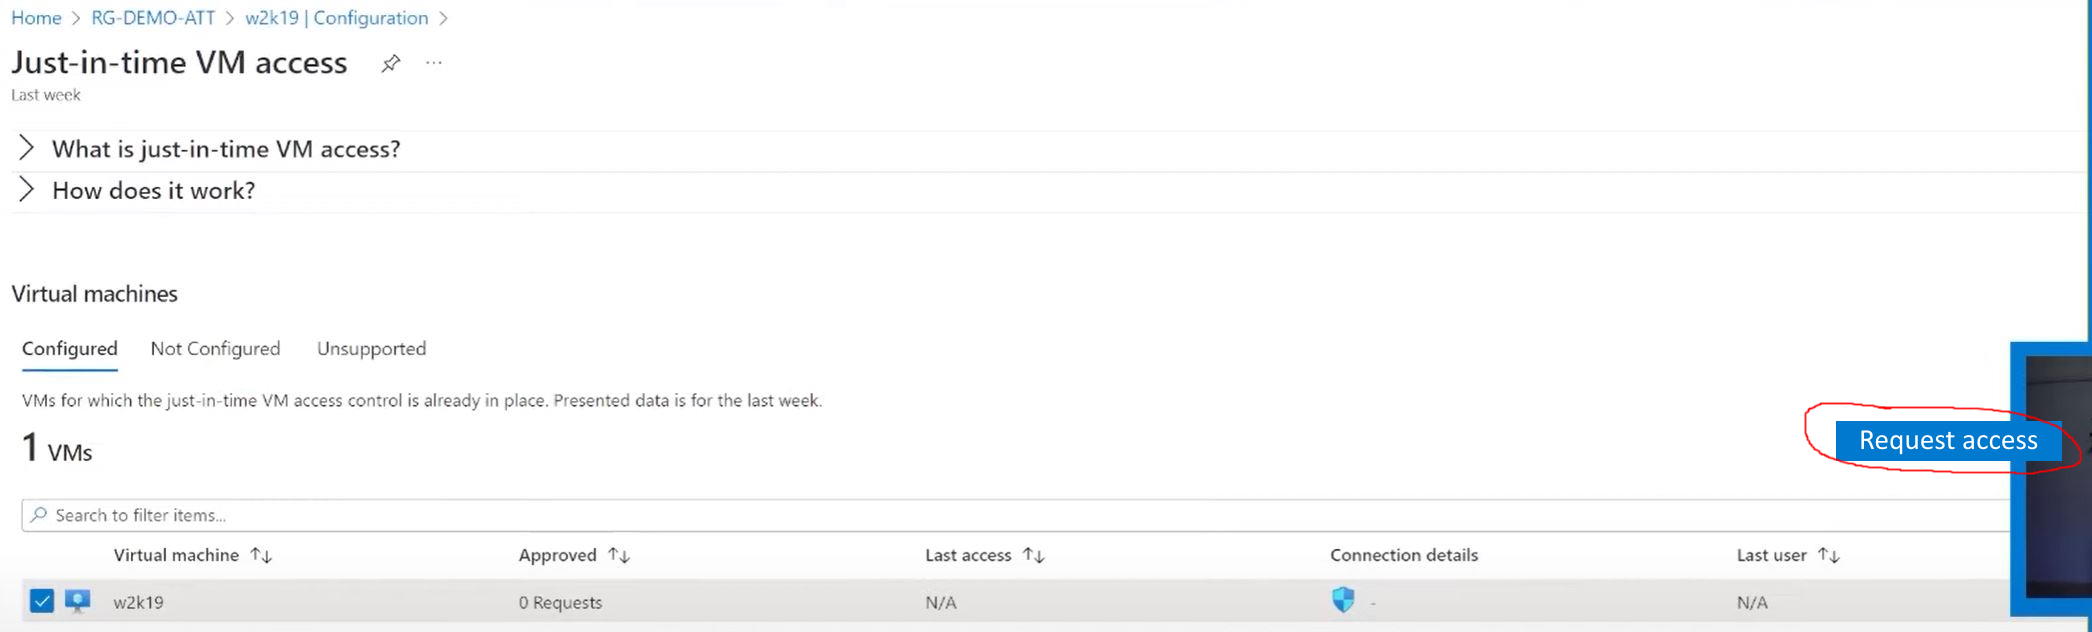 Home > RG-DEMO-ATT > w2k19 | Configuration >
Just-in-time VM access ...
Last week
What is just-in-time VM access?
How does it work?
Virtual machines
Configured Not Configured Unsupported
VMs for which the just-in-time VM access control is already in place. Presented data is for the last week.
1 VMs
Request access
Search to filter items...
Virtual machine ↑↓ Approved ↑↓ Last access ↑↓ Connection details Last user ↑↓
w2k19 0 Requests N/A - N/A